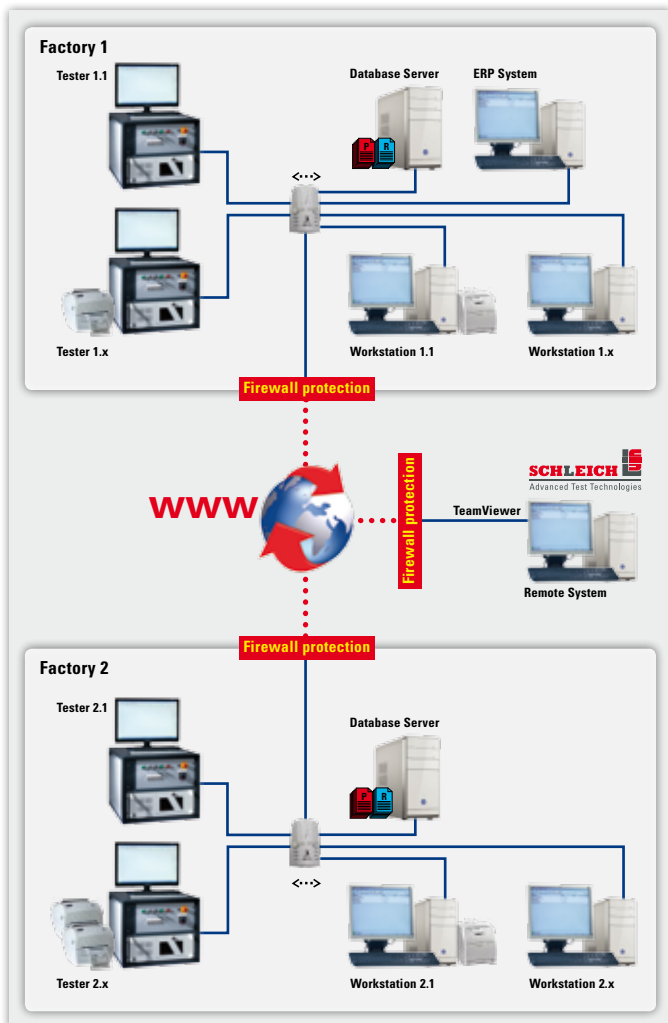 Factory 1
Tester 1.1
Database Server
ERP System
P R
<···>
Tester 1.x
Workstation 1.1
Workstation 1.x
Firewall protection
WWW
Firewall protection
SCHLEICH
Advanced Test Technologies
TeamViewer
Remote System
Firewall protection
Factory 2
Tester 2.1
Database Server
P R
<···>
Tester 2.x
Workstation 2.1
Workstation 2.x